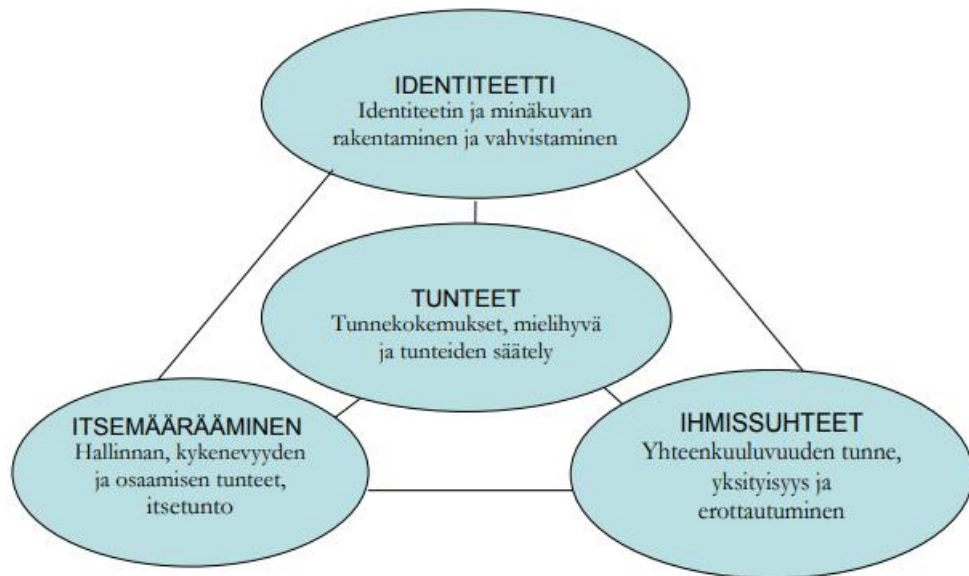 IDENTITEETTI
Identiteetin ja minäkuvan
rakentaminen ja vahvistaminen
TUNTEET
Tunnekokemukset, mielihyvä
ja tunteiden säätely
ITSEMÄÄRÄÄMINEN
Hallinnan, kykenevyyden
ja osaamisen tunteet,
itsetunto
IHMISSUHTEET
Yhteenkuuluvuuden tunne,
yksityisyys ja
erottautuminen